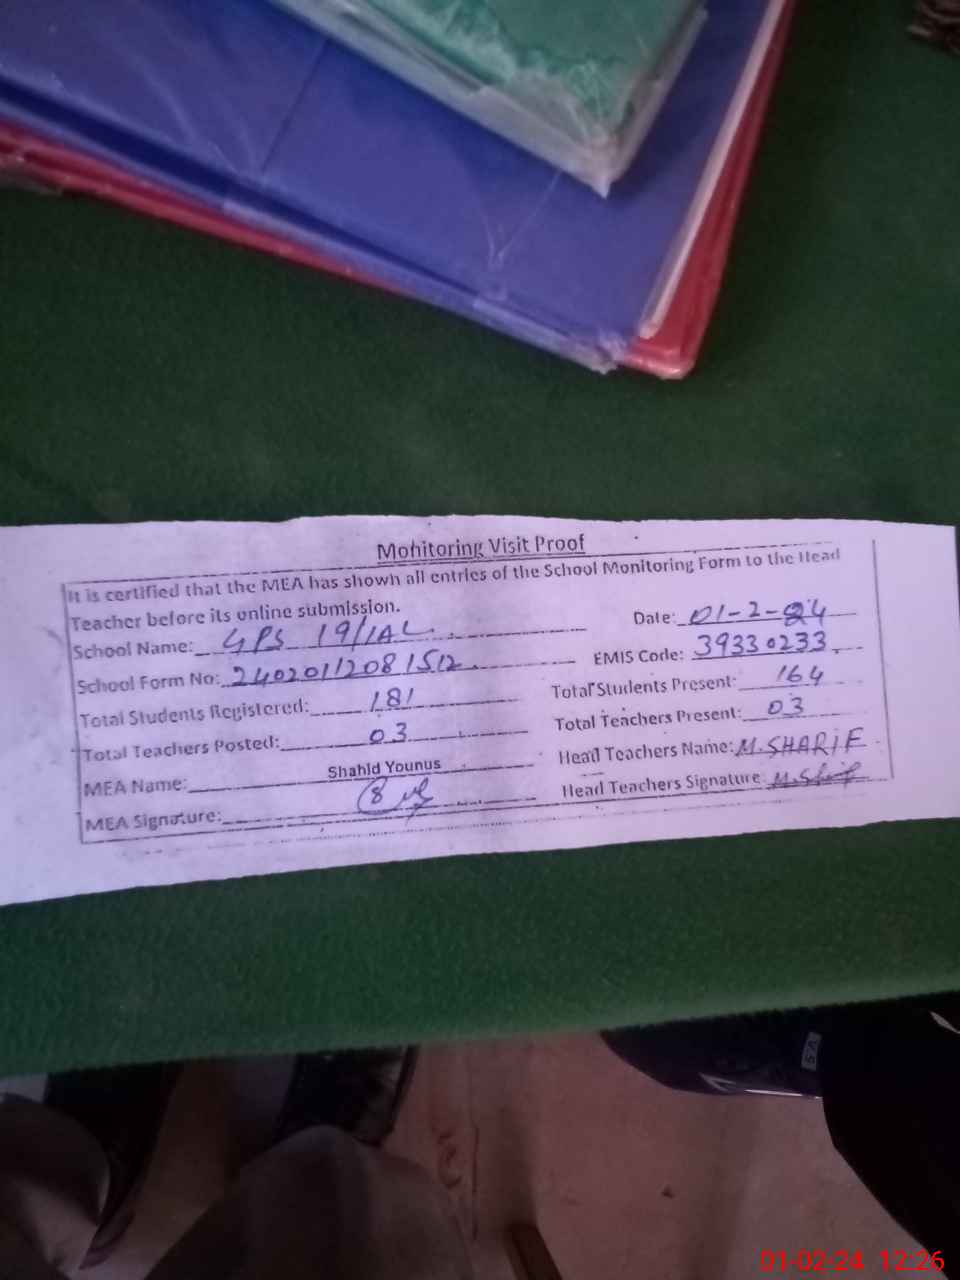 Monitoring Visit Proof
It is certified that the MEA has shown all entries of the School Monitoring Form to the Head
Teacher before its online submission.
Date: 01-2-24
School Name: GPS 19/1AL
EMIS Code: 39330233
School Form No: 24020112081512
Total Students Present: 164
Total Students Registered: 181
Total Teachers Present: 03
Total Teachers Posted: 03
Head Teachers Name: M.SHARIF
MEA Name: Shahid Younus
Head Teachers Signature: M.Sharif
MEA Signature:
01-02-24 12:26